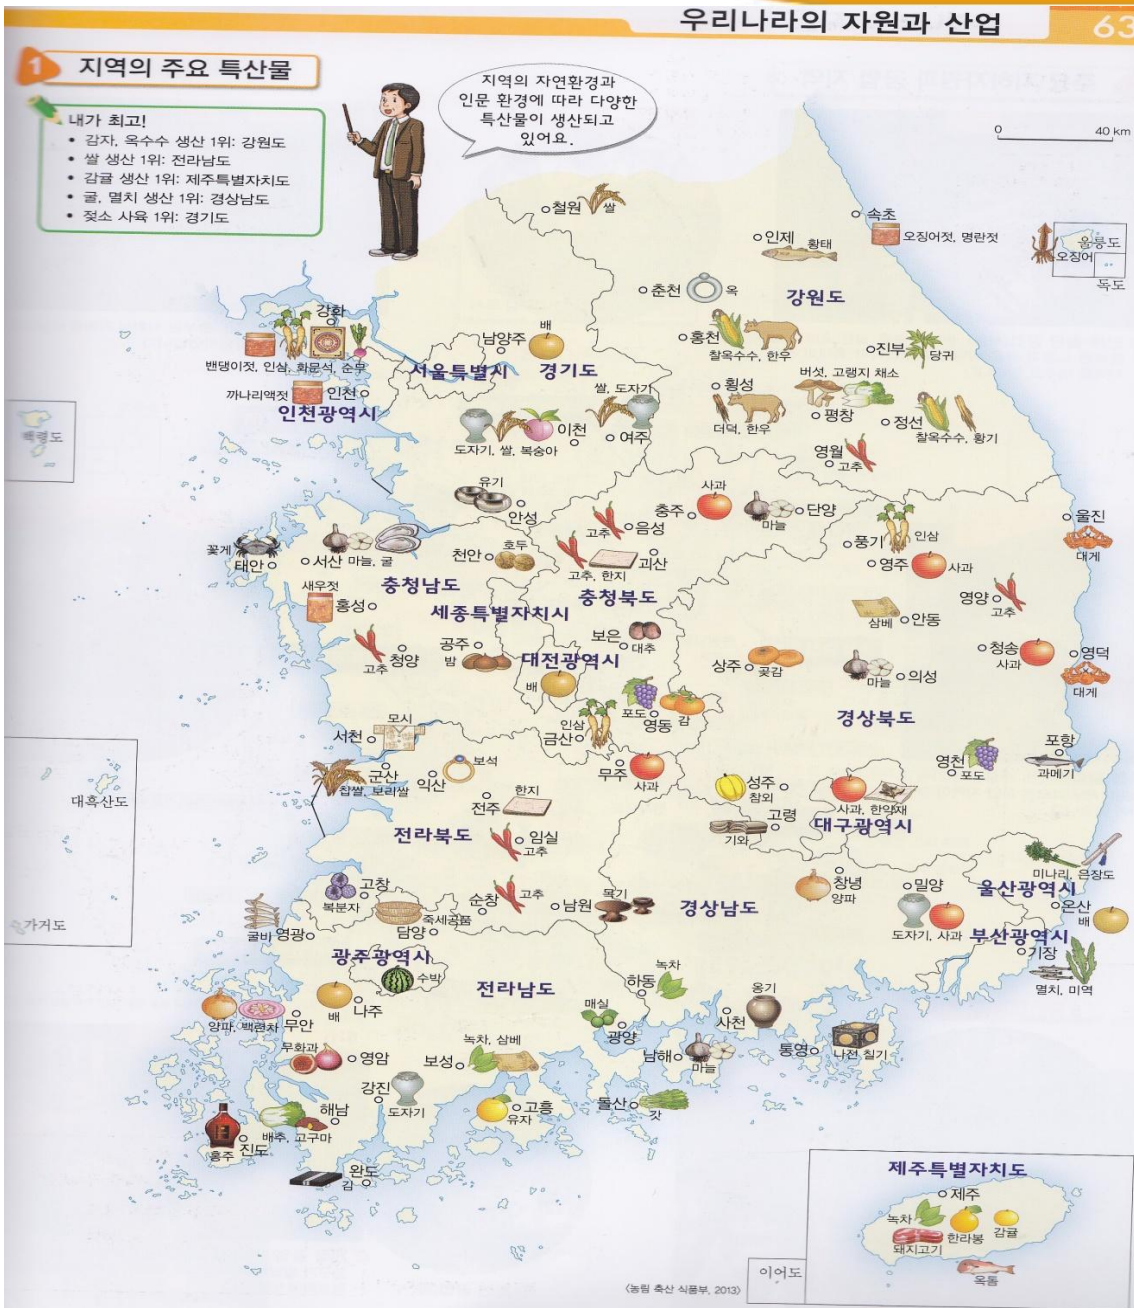 우리나라의 자원과 산업
63
1 지역의 주요 특산물
지역의 자연환경과
인문 환경에 따라 다양한
특산물이 생산되고
있어요.
내가 최고!
• 감자, 옥수수 생산 1위: 강원도
• 쌀 생산 1위: 전라남도
• 감귤 생산 1위: 제주특별자치도
• 굴, 멸치 생산 1위: 경상남도
• 젖소 사육 1위: 경기도
0 40 km
철원 쌀
속초
오징어젓, 명란젓
인제
황태
울릉도
오징어
독도
춘천 옥
강원도
강화
밴댕이젓, 인삼, 화문석, 순무
남양주
배
서울특별시
경기도
홍천
찰옥수수, 한우
진부
당귀
까나리액젓
인천
인천광역시
백령도
쌀, 도자기
여주
이천
도자기, 쌀, 복숭아
횡성
더덕, 한우
버섯, 고랭지 채소
평창
정선
찰옥수수, 황기
영월
고추
유기
안성
사과
충주
마늘
단양
고추
음성
고추, 한지
괴산
울진
대게
풍기
인삼
영주
사과
꽃게
태안
서산 마늘, 굴
천안
호두
충청남도
충청북도
세종특별자치시
새우젓
홍성
영양
고추
삼베
안동
고추
청양
공주
밤
보은
대추
대전광역시
배
상주
곶감
마늘
의성
청송
사과
영덕
대게
경상북도
모시
서천
인삼
금산
포도
영동
감
포항
과메기
영천
포도
대흑산도
군산
찹쌀, 보리쌀
익산
보석
무주
사과
성주
참외
사과, 한약재
대구광역시
전주
한지
고령
기와
전라북도
임실
고추
미나리, 은장도
울산광역시
고창
복분자
순창
고추
남원
목기
경상남도
창녕
양파
밀양
도자기, 사과
온산
배
부산광역시
기장
멸치, 미역
가거도
굴비
영광
죽세공품
담양
광주광역시
수박
전라남도
녹차
하동
양파, 백련차
무안
배
나주
매실
광양
옹기
사천
무화과
영암
녹차, 삼베
보성
남해
마늘
통영
나전 칠기
강진
도자기
고흥
유자
돌산
갓
배추, 고구마
해남
홍주
진도
완도
김
제주특별자치도
제주
녹차
한라봉
감귤
돼지고기
옥돔
이어도
〈농림 축산 식품부, 2013〉